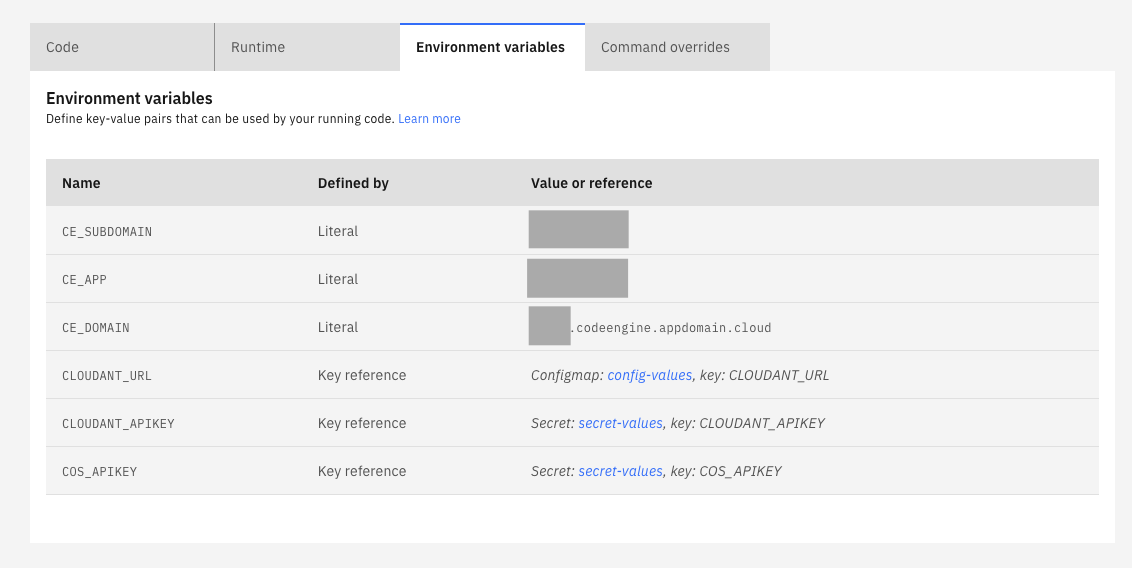 Code Runtime Environment variables Command overrides
Environment variables
Define key-value pairs that can be used by your running code. Learn more
Name Defined by Value or reference
CE_SUBDOMAIN Literal
CE_APP Literal
CE_DOMAIN Literal .codeengine.appdomain.cloud
CLOUDANT_URL Key reference Configmap: config-values, key: CLOUDANT_URL
CLOUDANT_APIKEY Key reference Secret: secret-values, key: CLOUDANT_APIKEY
COS_APIKEY Key reference Secret: secret-values, key: COS_APIKEY